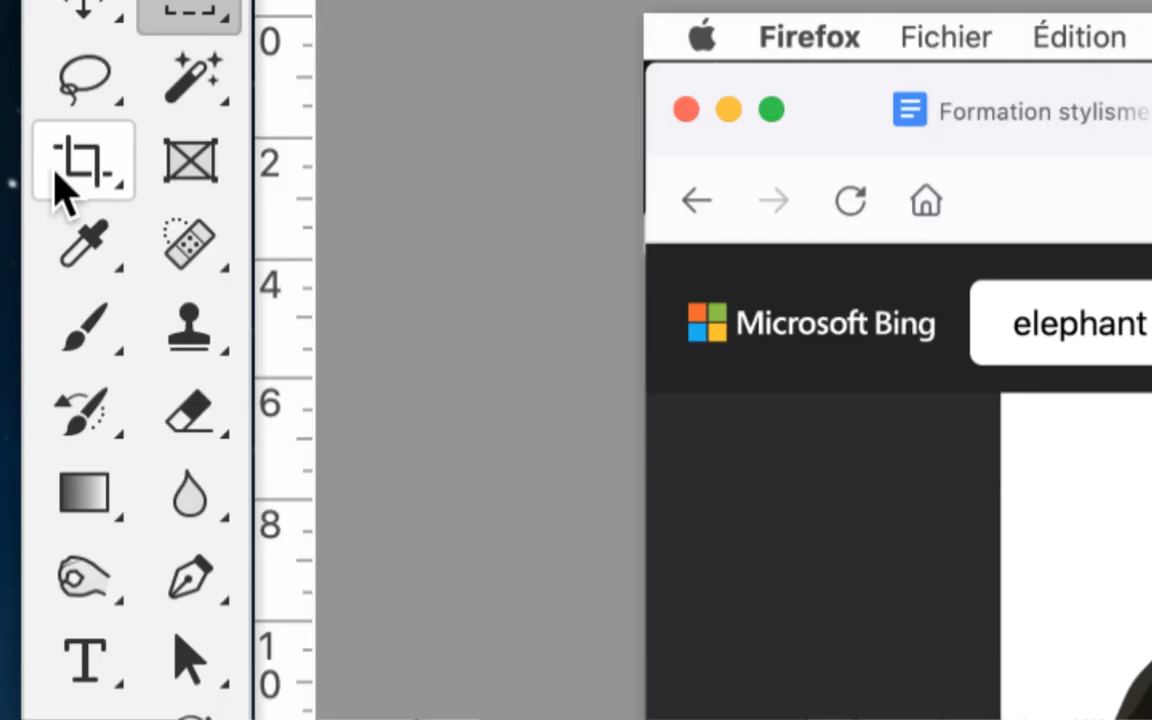 Firefox Fichier Édition
Formation stylisme
Microsoft Bing elephant
0
2
4
6
8
1
0